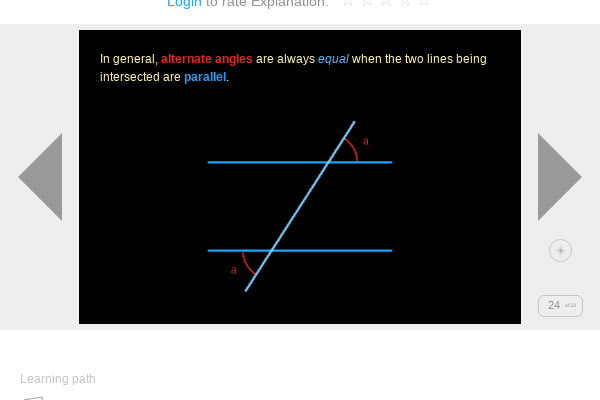 Login to rate Explanation:
In general, alternate angles are always equal when the two lines being
intersected are parallel.
a
a
24
Learning path